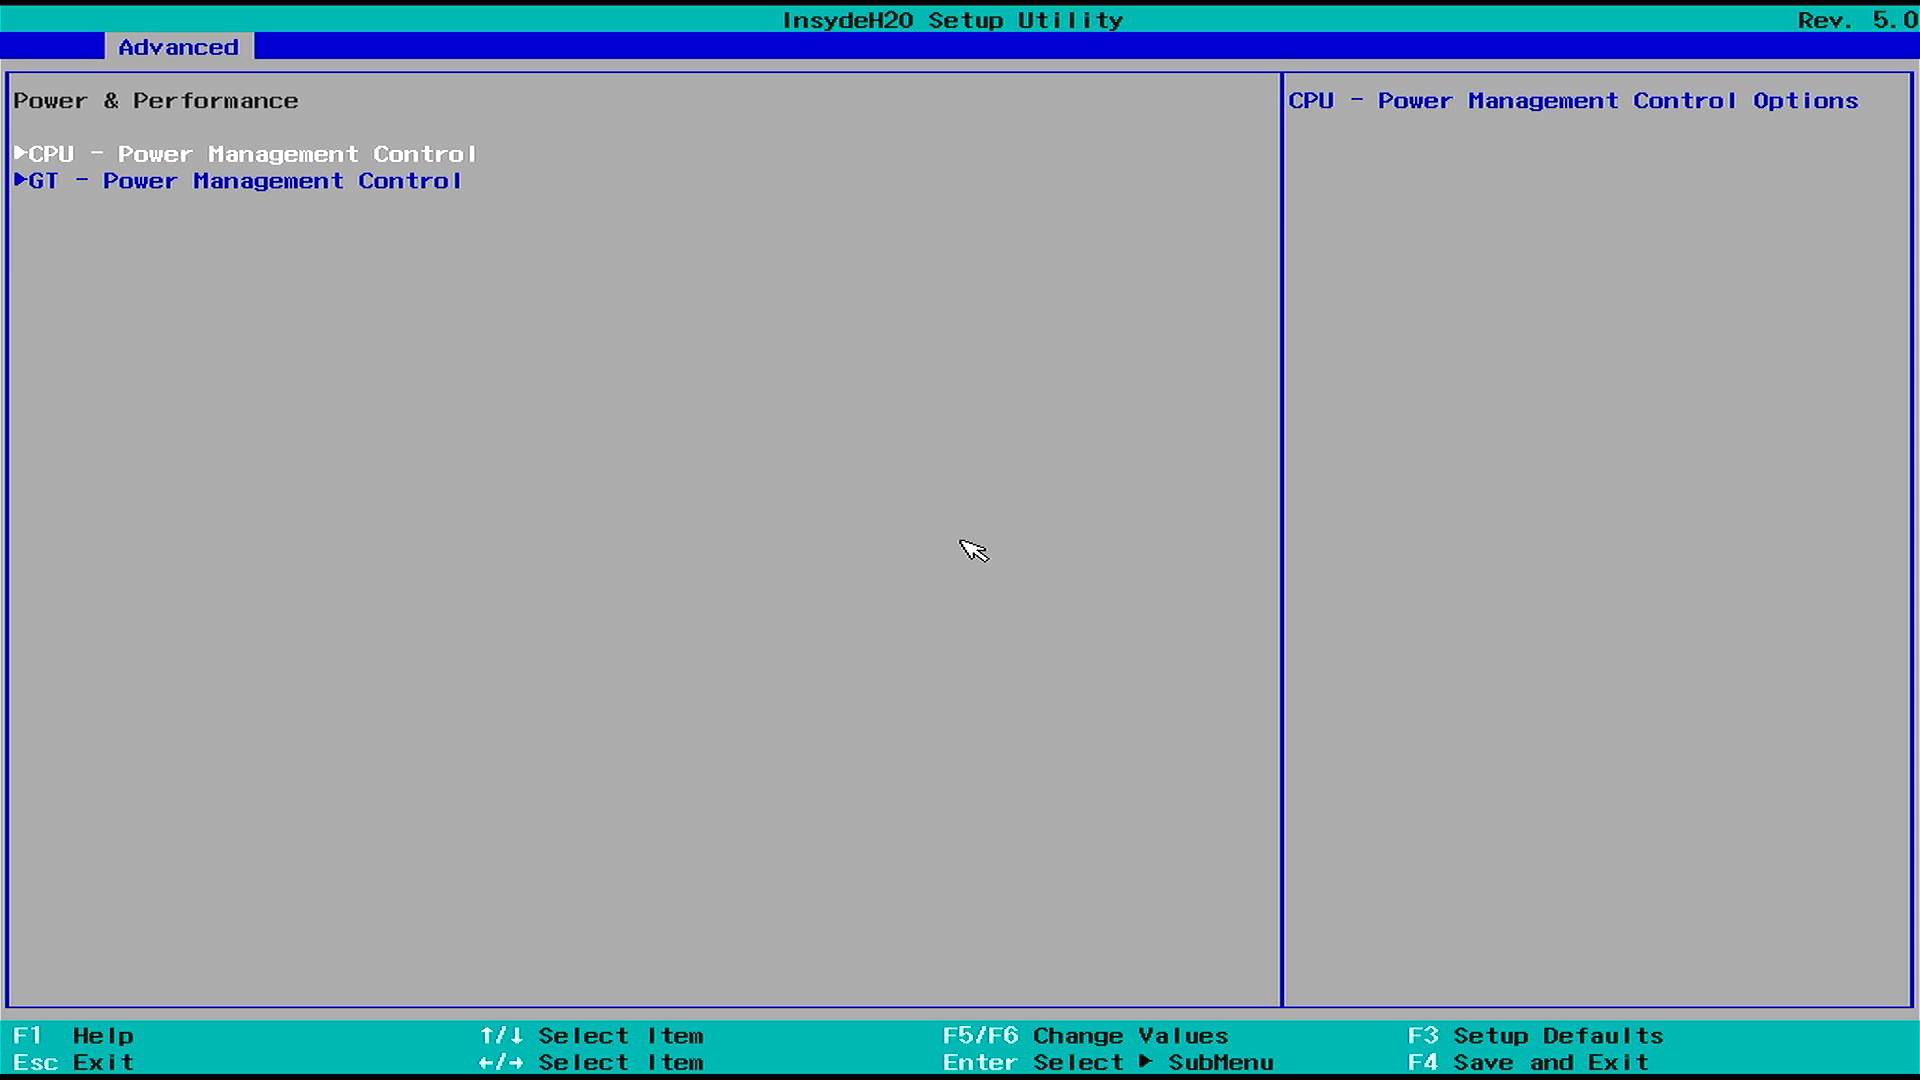 InsydeH20 Setup Utility Rev. 5.0
Advanced
Power & Performance
CPU - Power Management Control Options
►CPU - Power Management Control
►GT - Power Management Control
F1 Help ↑/↓ Select Item F5/F6 Change Values F3 Setup Defaults
Esc Exit ←/→ Select Item Enter Select ► SubMenu F4 Save and Exit